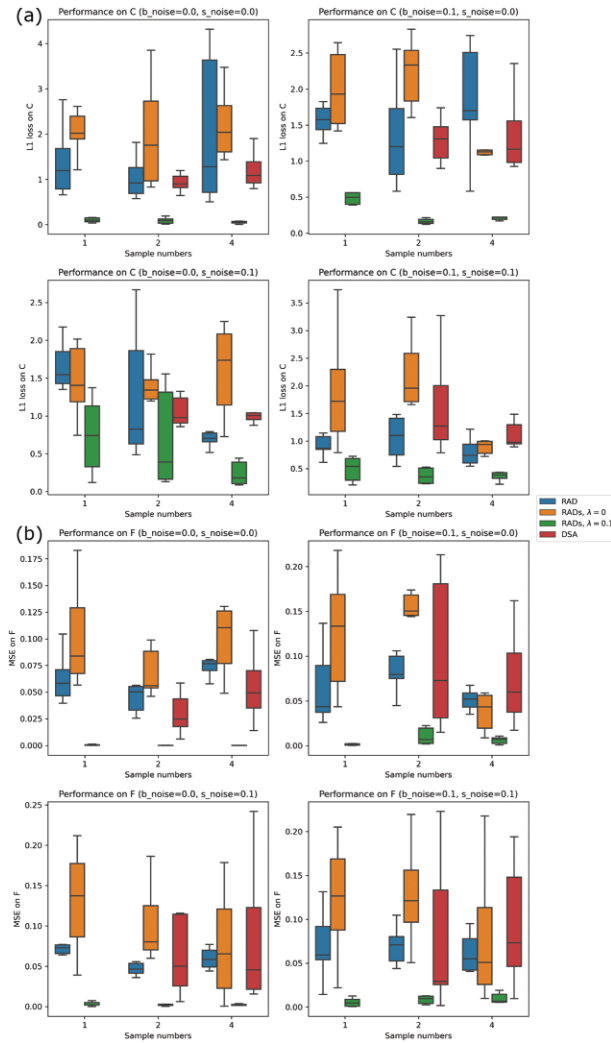 (a)
Performance on C (b_noise=0.0, s_noise=0.0)
L1 loss on C
4
3
2
1
0
1 2 4
Sample numbers
Performance on C (b_noise=0.1, s_noise=0.0)
L1 loss on C
2.5
2.0
1.5
1.0
0.5
0.0
1 2 4
Sample numbers
Performance on C (b_noise=0.0, s_noise=0.1)
L1 loss on C
2.5
2.0
1.5
1.0
0.5
0.0
1 2 4
Sample numbers
Performance on C (b_noise=0.1, s_noise=0.1)
L1 loss on C
3.5
3.0
2.5
2.0
1.5
1.0
0.5
1 2 4
Sample numbers
RAD
RADs, λ = 0
RADs, λ = 0.1
DSA
(b)
Performance on F (b_noise=0.0, s_noise=0.0)
MSE on F
0.175
0.150
0.125
0.100
0.075
0.050
0.025
0.000
1 2 4
Sample numbers
Performance on F (b_noise=0.1, s_noise=0.0)
MSE on F
0.20
0.15
0.10
0.05
0.00
1 2 4
Sample numbers
Performance on F (b_noise=0.0, s_noise=0.1)
MSE on F
0.25
0.20
0.15
0.10
0.05
0.00
1 2 4
Sample numbers
Performance on F (b_noise=0.1, s_noise=0.1)
MSE on F
0.20
0.15
0.10
0.05
0.00
1 2 4
Sample numbers